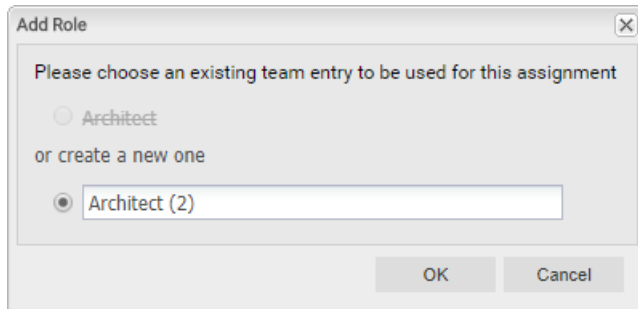 Add Role
Please choose an existing team entry to be used for this assignment
Architect
or create a new one
Architect (2)
OK
Cancel